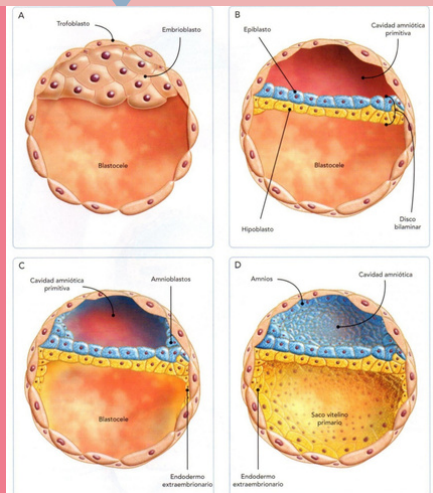 A
Trofoblasto
Embrioblasto
Blastocele
B
Epiblasto
Cavidad amniótica
primitiva
Blastocele
Hipoblasto
Disco
bilaminar
C
Cavidad amniótica
primitiva
Amnioblastos
Blastocele
Endodermo
extraembrionario
D
Amnios
Cavidad amniótica
Saco vitelino
primario
Endodermo
extraembrionario